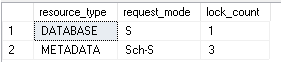 resource_type request_mode lock_count
1 DATABASE S 1
2 METADATA Sch-S 3